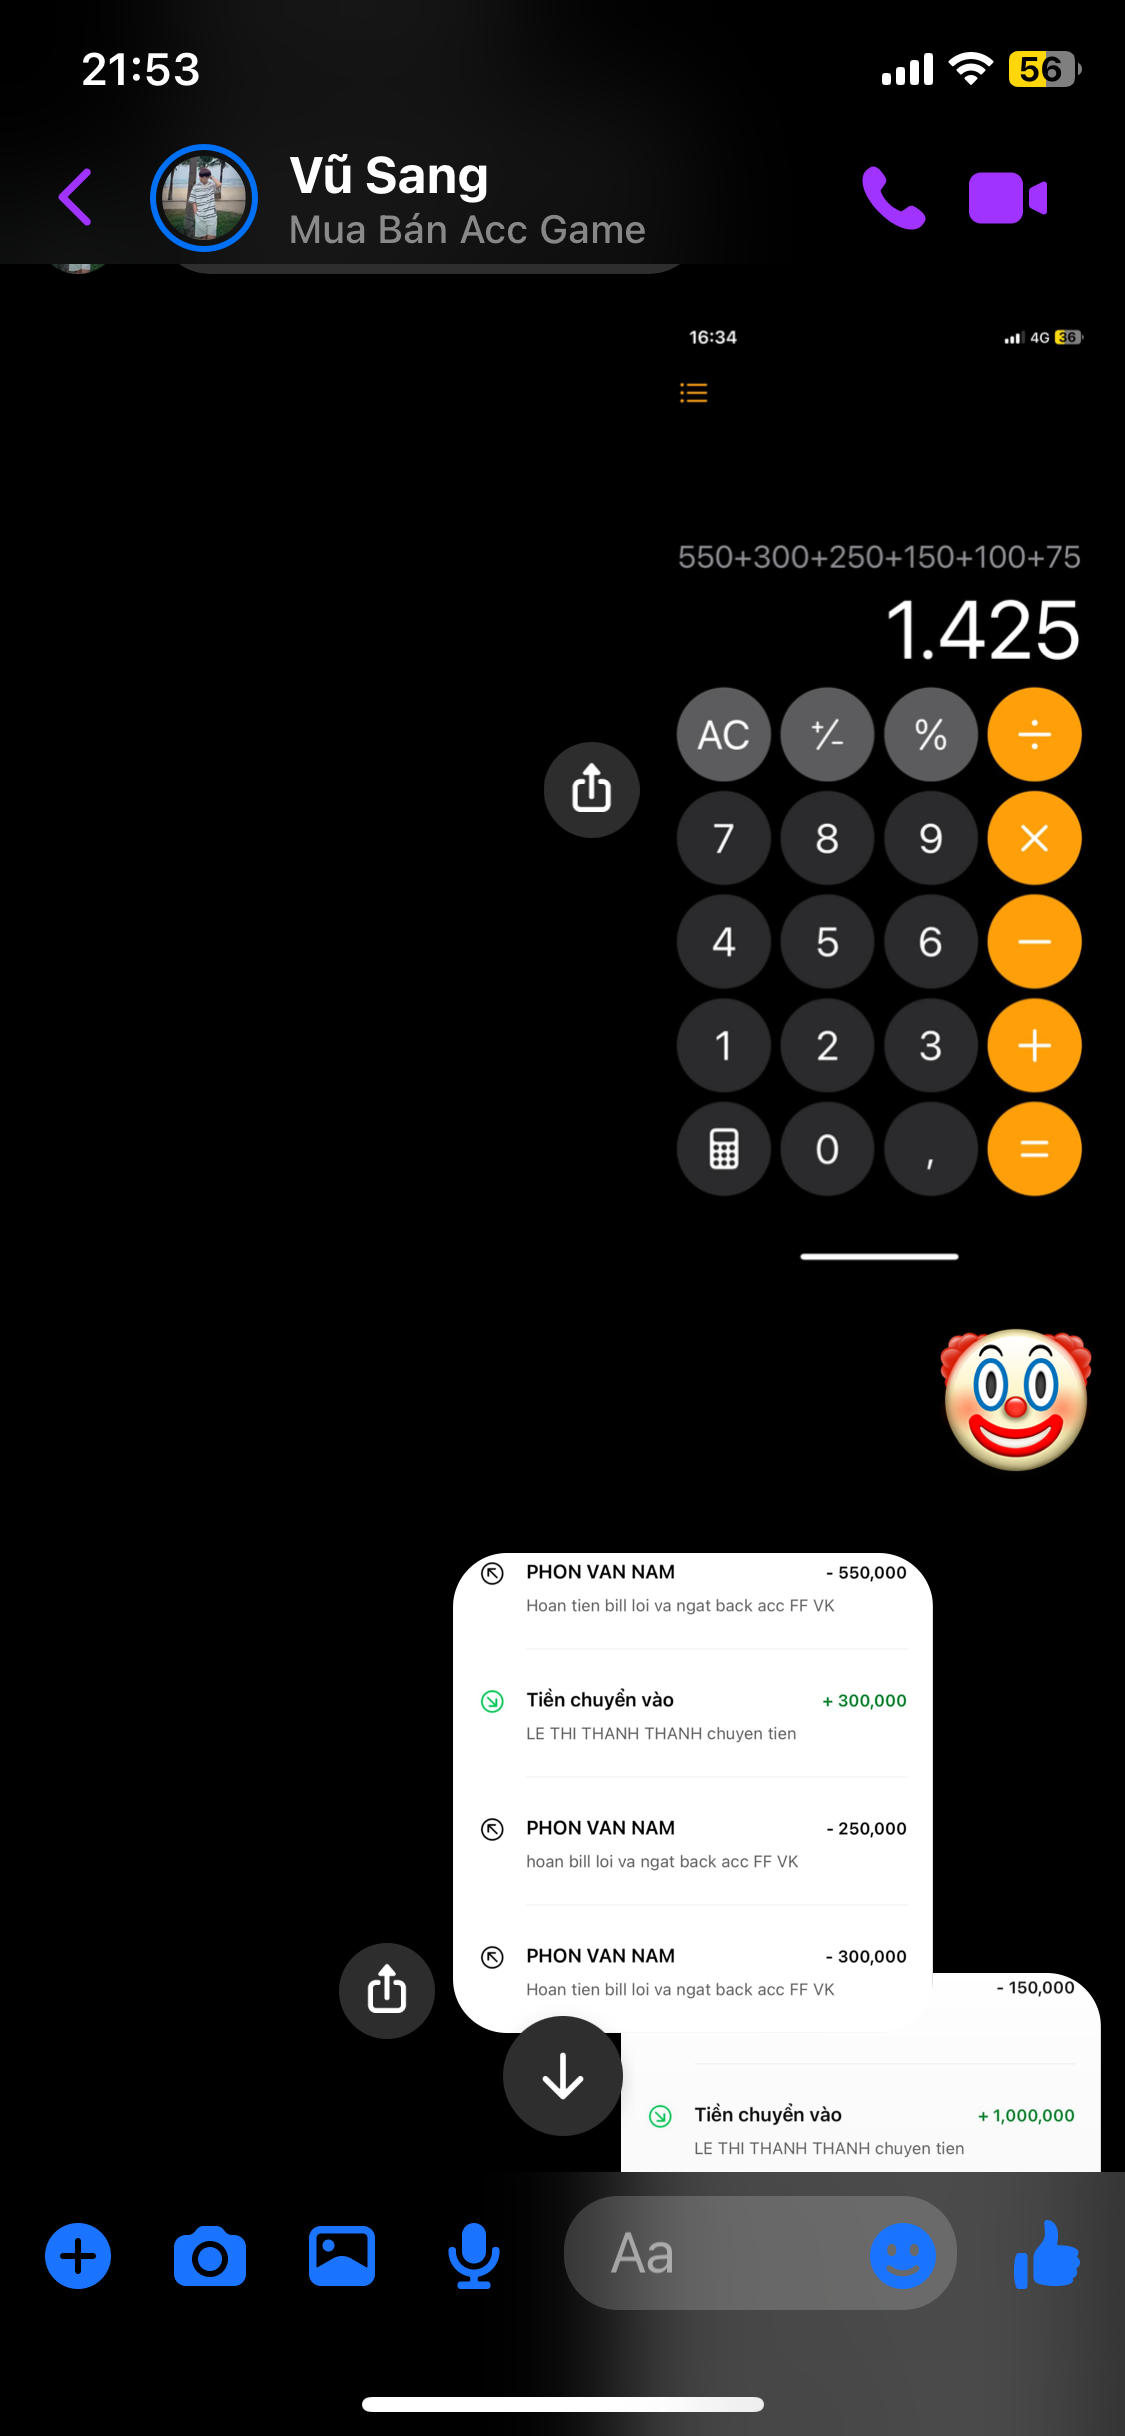 21:53
56
Vũ Sang
Mua Bán Acc Game
16:34
4G 36
550+300+250+150+100+75
1.425
AC +/- % ÷
7 8 9 ×
4 5 6 −
1 2 3 +
0 , =
PHON VAN NAM - 550,000
Hoan tien bill loi va ngat back acc FF VK
Tiền chuyển vào + 300,000
LE THI THANH THANH chuyen tien
PHON VAN NAM - 250,000
hoan bill loi va ngat back acc FF VK
PHON VAN NAM - 300,000
Hoan tien bill loi va ngat back acc FF VK
- 150,000
Tiền chuyển vào + 1,000,000
LE THI THANH THANH chuyen tien
Aa